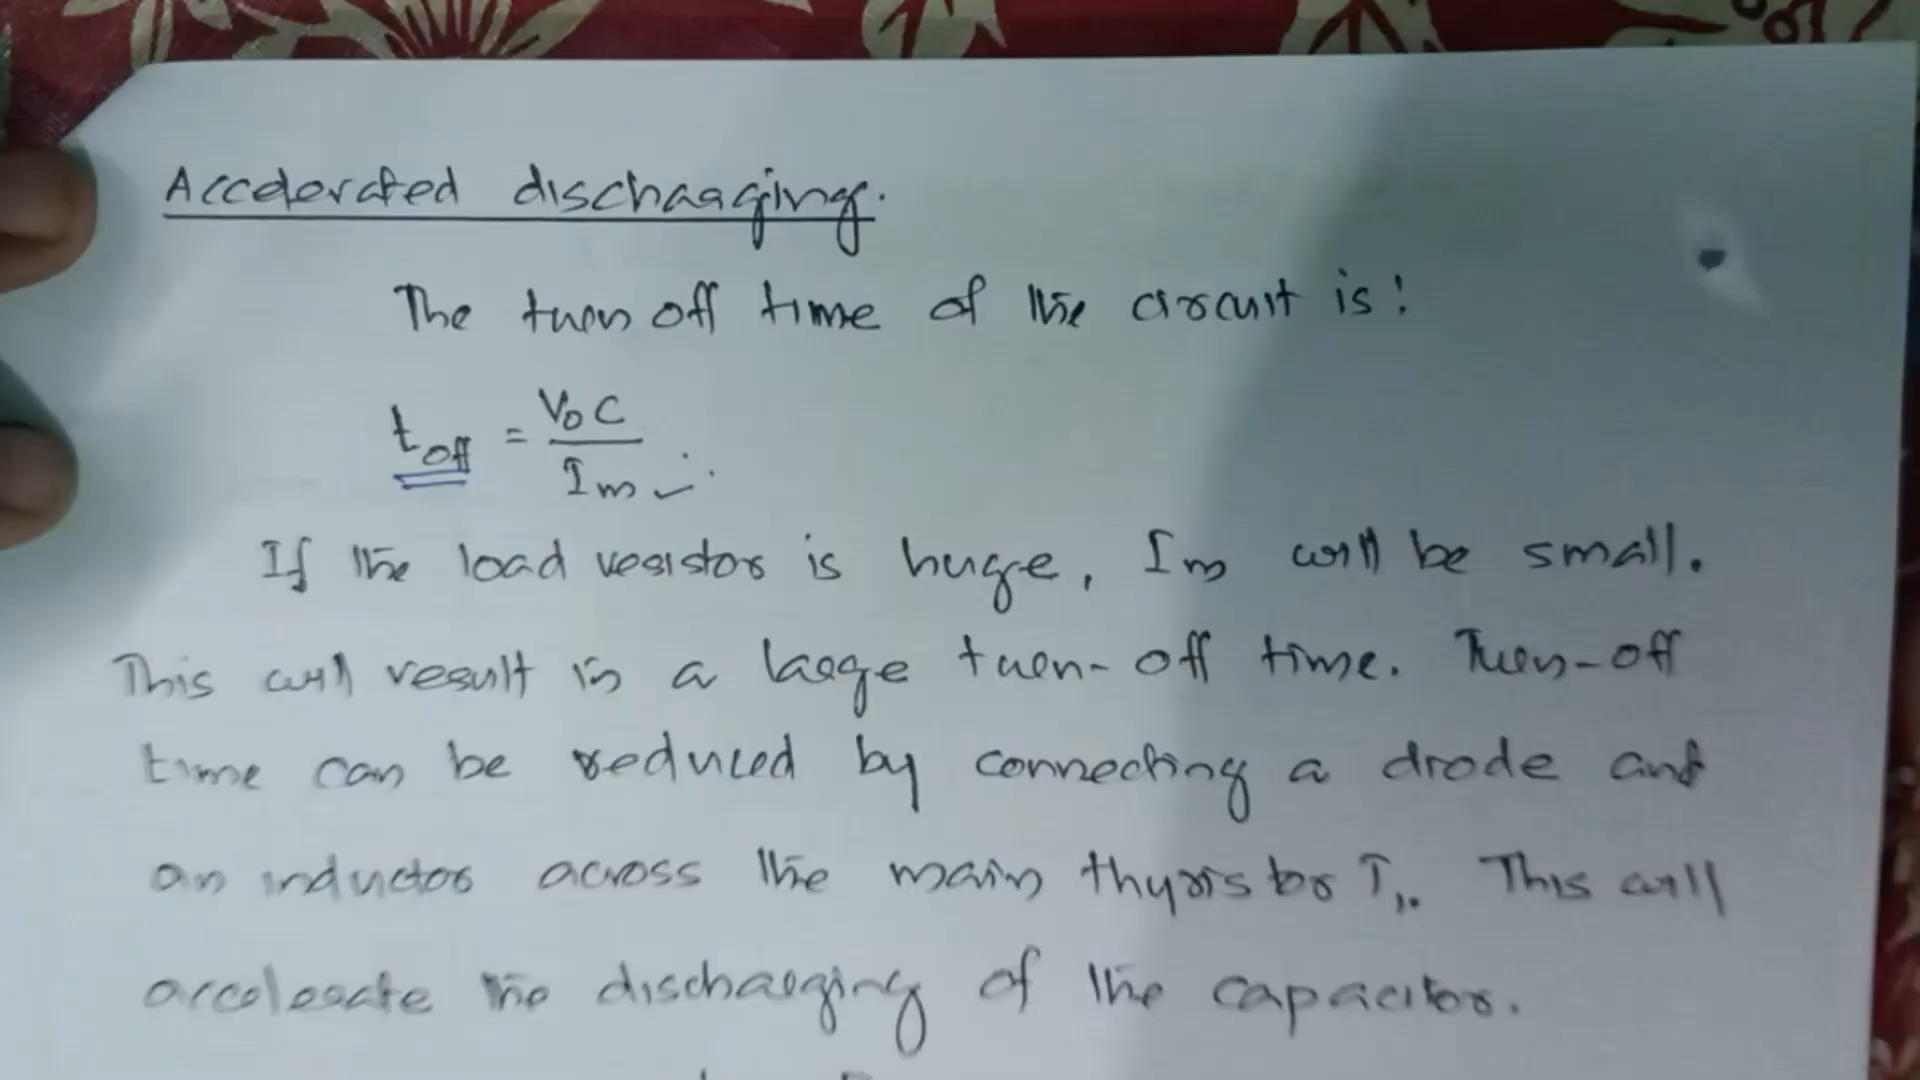 Accelerated discharging.
The turn off time of the circuit is:
t_off = V₀C / Im
If the load resistor is huge, Im will be small.
This will result in a large turn-off time. Turn-off
time can be reduced by connecting a diode and
an inductor across the main thyristor T₁. This will
accelerate the discharging of the capacitor.